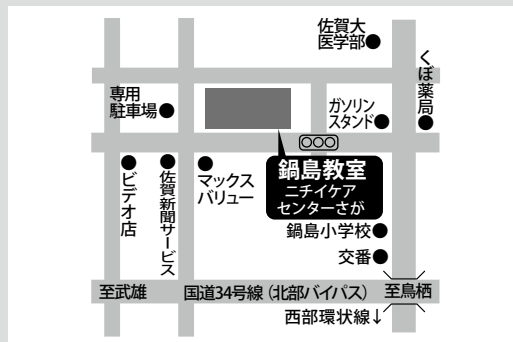 佐賀大
医学部
くぼ薬局
専用
駐車場
ガソリン
スタンド
鍋島教室
ニチイケア
センターさが
マックス
バリュー
佐賀新聞サービス
ビデオ店
鍋島小学校
交番
至武雄
国道34号線(北部バイパス)
至鳥栖
西部環状線↓